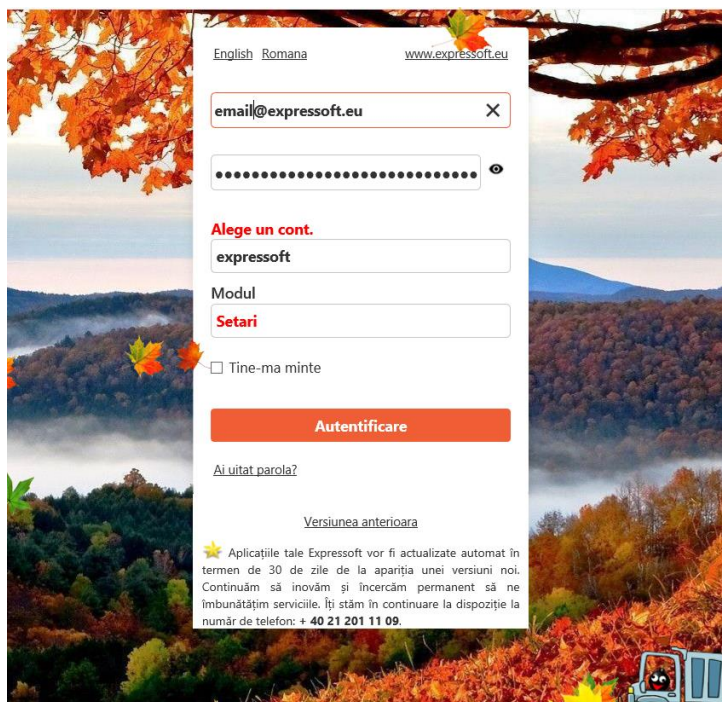 English Romana www.expressoft.eu
email@expressoft.eu
Alege un cont.
expressoft
Modul
Setari
Tine-ma minte
Autentificare
Ai uitat parola?
Versiunea anterioara
Aplicațiile tale Expressoft vor fi actualizate automat în
termen de 30 de zile de la apariția unei versiuni noi.
Continuăm să inovăm și încercăm permanent să ne
îmbunătățim serviciile. Îți stăm în continuare la dispoziție la
număr de telefon: + 40 21 201 11 09.